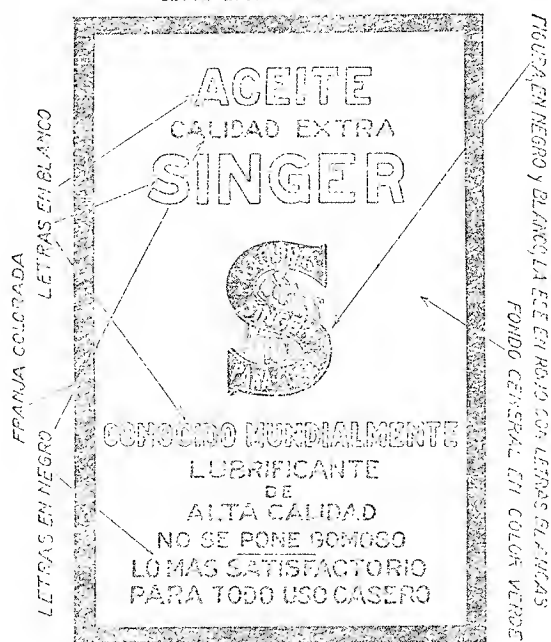 ACEITE
CALIDAD EXTRA
SINGER
SINGER
CONOCIDO MUNDIALMENTE
LUBRIFICANTE
DE
ALTA CALIDAD
NO SE PONE GOMOSO
LO MAS SATISFACTORIO
PARA TODO USO CASERO
FRANJA COLORADA
LETRAS EN BLANCO
LETRAS EN NEGRO
FIGURA, EN NEGRO y BLANCO, LA ECE EN ROJO CON LETRAS BLANCAS
FONDO GENERAL EN COLOR VERDE